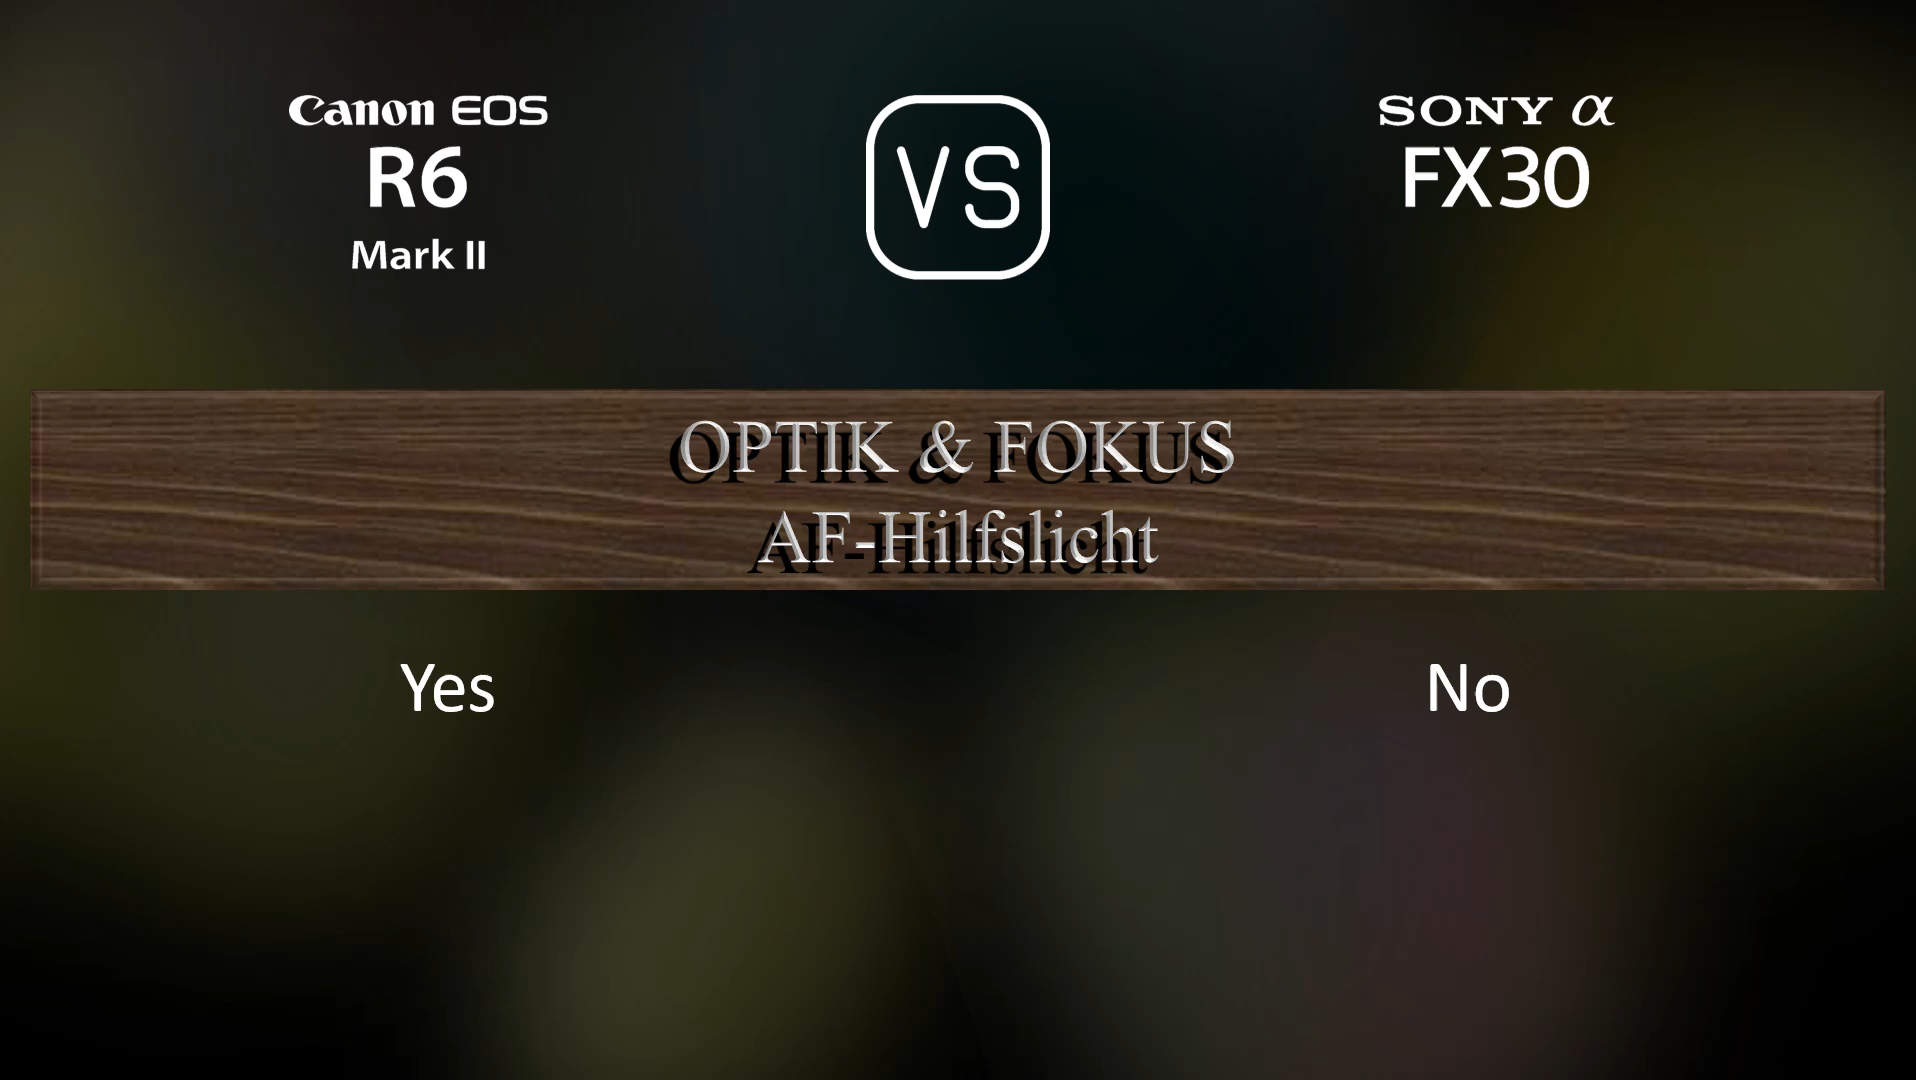 Canon EOS
R6
Mark II
VS
SONY α
FX30
OPTIK & FOKUS
AF-Hilfslicht
Yes
No